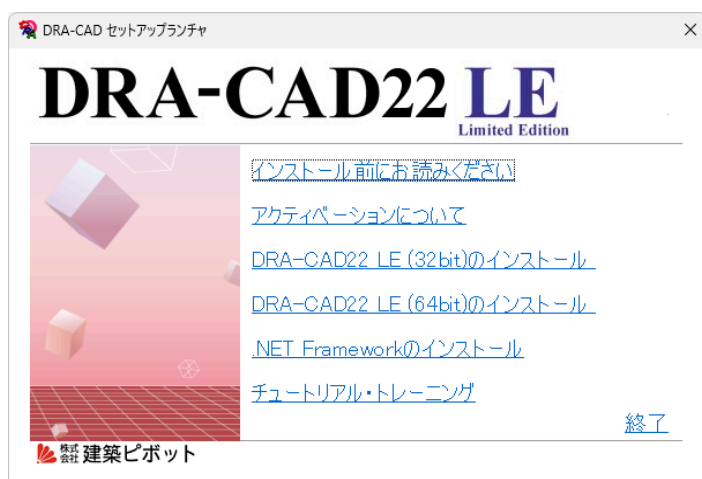 DRA-CAD セットアップランチャ
DRA-CAD22 LE
Limited Edition
インストール前にお読みください
アクティベーションについて
DRA-CAD22 LE (32bit)のインストール
DRA-CAD22 LE (64bit)のインストール
.NET Frameworkのインストール
チュートリアル・トレーニング
終了
株式会社 建築ピボット